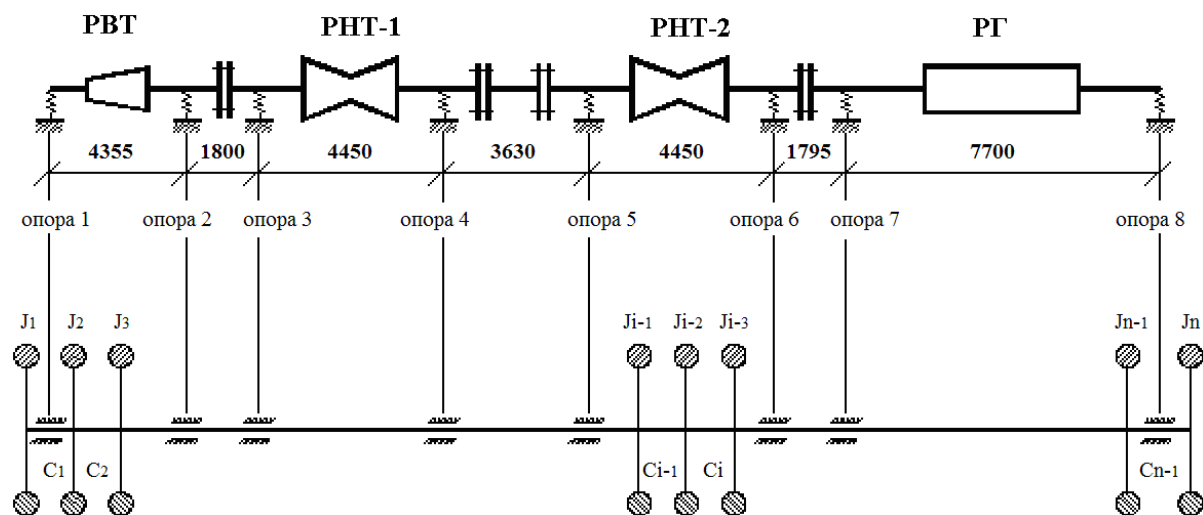 РВТ РНТ-1 РНТ-2 РГ
4355 1800 4450 3630 4450 1795 7700
опора 1 опора 2 опора 3 опора 4 опора 5 опора 6 опора 7 опора 8
J1 J2 J3 Ji-1 Ji-2 Ji-3 Jn-1 Jn
C1 C2 Ci-1 Ci Cn-1